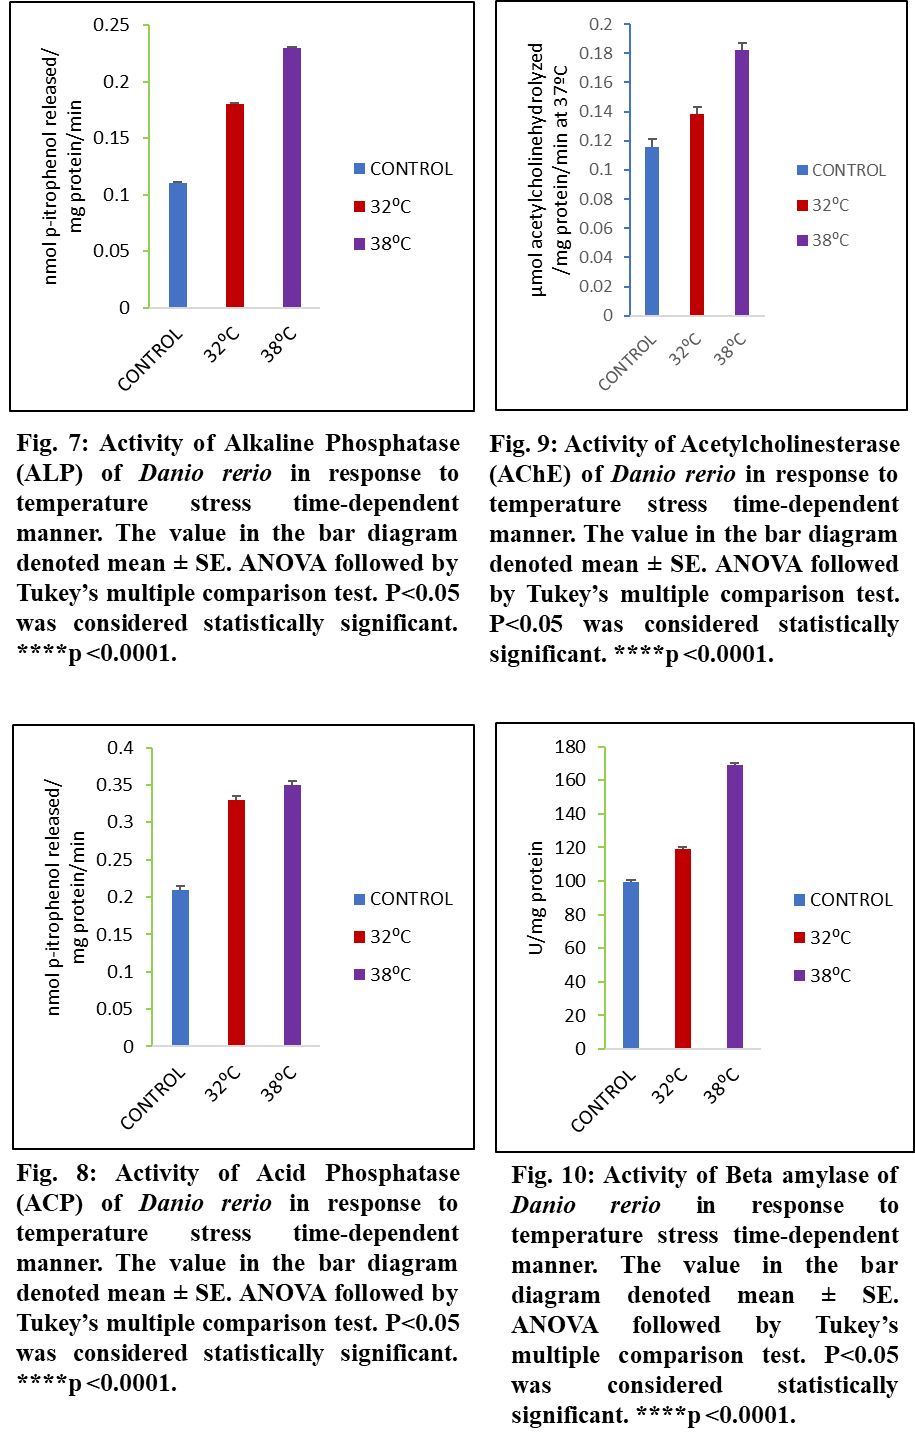 0.25
0.2
0.15
0.1
0.05
0
nmol p-itrophenol released/
mg protein/min
CONTROL
32⁰C
38⁰C
CONTROL
32⁰C
38⁰C
Fig. 7: Activity of Alkaline Phosphatase
(ALP) of Danio rerio in response to
temperature stress time-dependent
manner. The value in the bar diagram
denoted mean ± SE. ANOVA followed by
Tukey’s multiple comparison test. P<0.05
was considered statistically significant.
****p <0.0001.
0.2
0.18
0.16
0.14
0.12
0.1
0.08
0.06
0.04
0.02
0
µmol acetylcholinehydrolyzed
/mg protein/min at 37ºC
CONTROL
32⁰C
38⁰C
CONTROL
32⁰C
38⁰C
Fig. 9: Activity of Acetylcholinesterase
(AChE) of Danio rerio in response to
temperature stress time-dependent
manner. The value in the bar diagram
denoted mean ± SE. ANOVA followed
by Tukey’s multiple comparison test.
P<0.05 was considered statistically
significant. ****p <0.0001.
0.4
0.35
0.3
0.25
0.2
0.15
0.1
0.05
0
nmol p-itrophenol released/
mg protein/min
CONTROL
32⁰C
38⁰C
CONTROL
32⁰C
38⁰C
Fig. 8: Activity of Acid Phosphatase
(ACP) of Danio rerio in response to
temperature stress time-dependent
manner. The value in the bar diagram
denoted mean ± SE. ANOVA followed by
Tukey’s multiple comparison test. P<0.05
was considered statistically significant.
****p <0.0001.
180
160
140
120
100
80
60
40
20
0
U/mg protein
CONTROL
32⁰C
38⁰C
CONTROL
32⁰C
38⁰C
Fig. 10: Activity of Beta amylase of
Danio rerio in response to
temperature stress time-dependent
manner. The value in the bar
diagram denoted mean ± SE.
ANOVA followed by Tukey’s
multiple comparison test. P<0.05
was considered statistically
significant. ****p <0.0001.